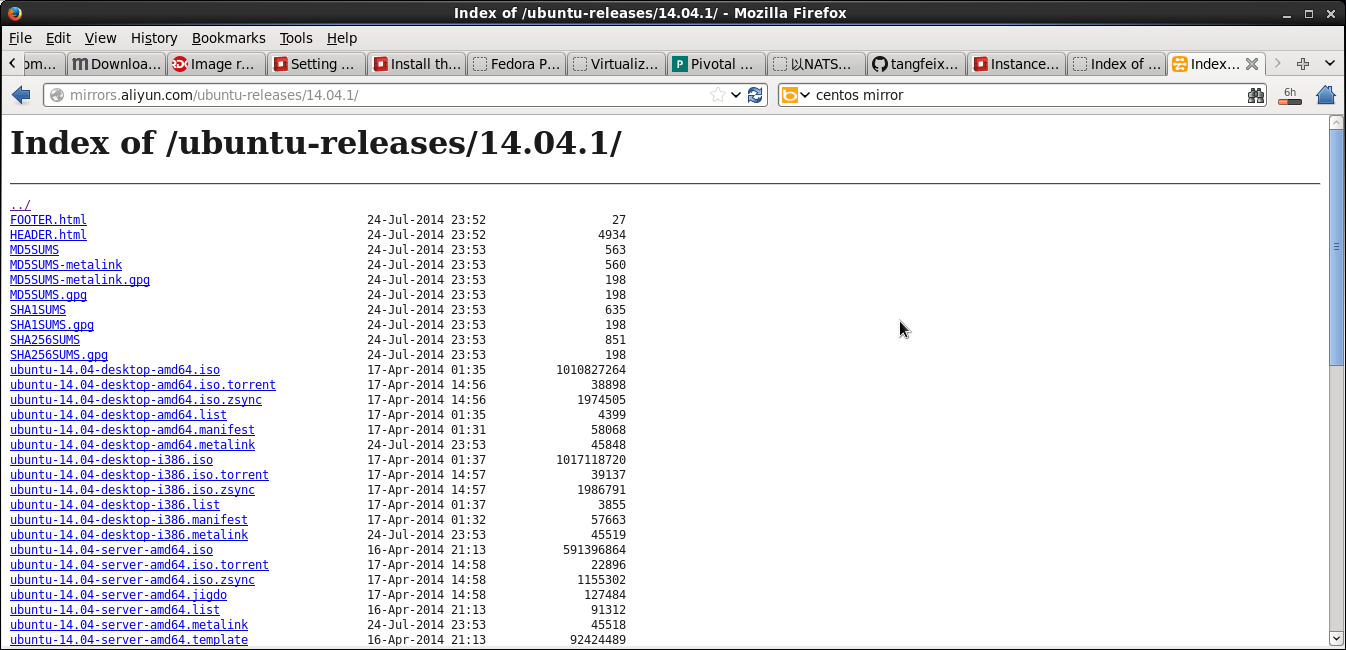 Index of /ubuntu-releases/14.04.1/ - Mozilla Firefox
File Edit View History Bookmarks Tools Help
om... Downloa... Image r... Setting ... Install th... Fedora P... Virtualiz... Pivotal ... 以NATS... tangfeix... Instance... Index of ... Index...
mirrors.aliyun.com/ubuntu-releases/14.04.1/ centos mirror 6h
Index of /ubuntu-releases/14.04.1/
../
FOOTER.html 24-Jul-2014 23:52 27
HEADER.html 24-Jul-2014 23:52 4934
MD5SUMS 24-Jul-2014 23:53 563
MD5SUMS-metalink 24-Jul-2014 23:53 560
MD5SUMS-metalink.gpg 24-Jul-2014 23:53 198
MD5SUMS.gpg 24-Jul-2014 23:53 198
SHA1SUMS 24-Jul-2014 23:53 635
SHA1SUMS.gpg 24-Jul-2014 23:53 198
SHA256SUMS 24-Jul-2014 23:53 851
SHA256SUMS.gpg 24-Jul-2014 23:53 198
ubuntu-14.04-desktop-amd64.iso 17-Apr-2014 01:35 1010827264
ubuntu-14.04-desktop-amd64.iso.torrent 17-Apr-2014 14:56 38898
ubuntu-14.04-desktop-amd64.iso.zsync 17-Apr-2014 14:56 1974505
ubuntu-14.04-desktop-amd64.list 17-Apr-2014 01:35 4399
ubuntu-14.04-desktop-amd64.manifest 17-Apr-2014 01:31 58068
ubuntu-14.04-desktop-amd64.metalink 24-Jul-2014 23:53 45848
ubuntu-14.04-desktop-i386.iso 17-Apr-2014 01:37 1017118720
ubuntu-14.04-desktop-i386.iso.torrent 17-Apr-2014 14:57 39137
ubuntu-14.04-desktop-i386.iso.zsync 17-Apr-2014 14:57 1986791
ubuntu-14.04-desktop-i386.list 17-Apr-2014 01:37 3855
ubuntu-14.04-desktop-i386.manifest 17-Apr-2014 01:32 57663
ubuntu-14.04-desktop-i386.metalink 24-Jul-2014 23:53 45519
ubuntu-14.04-server-amd64.iso 16-Apr-2014 21:13 591396864
ubuntu-14.04-server-amd64.iso.torrent 17-Apr-2014 14:58 22896
ubuntu-14.04-server-amd64.iso.zsync 17-Apr-2014 14:58 1155302
ubuntu-14.04-server-amd64.jigdo 17-Apr-2014 14:58 127484
ubuntu-14.04-server-amd64.list 16-Apr-2014 21:13 91312
ubuntu-14.04-server-amd64.metalink 24-Jul-2014 23:53 45518
ubuntu-14.04-server-amd64.template 16-Apr-2014 21:13 92424489